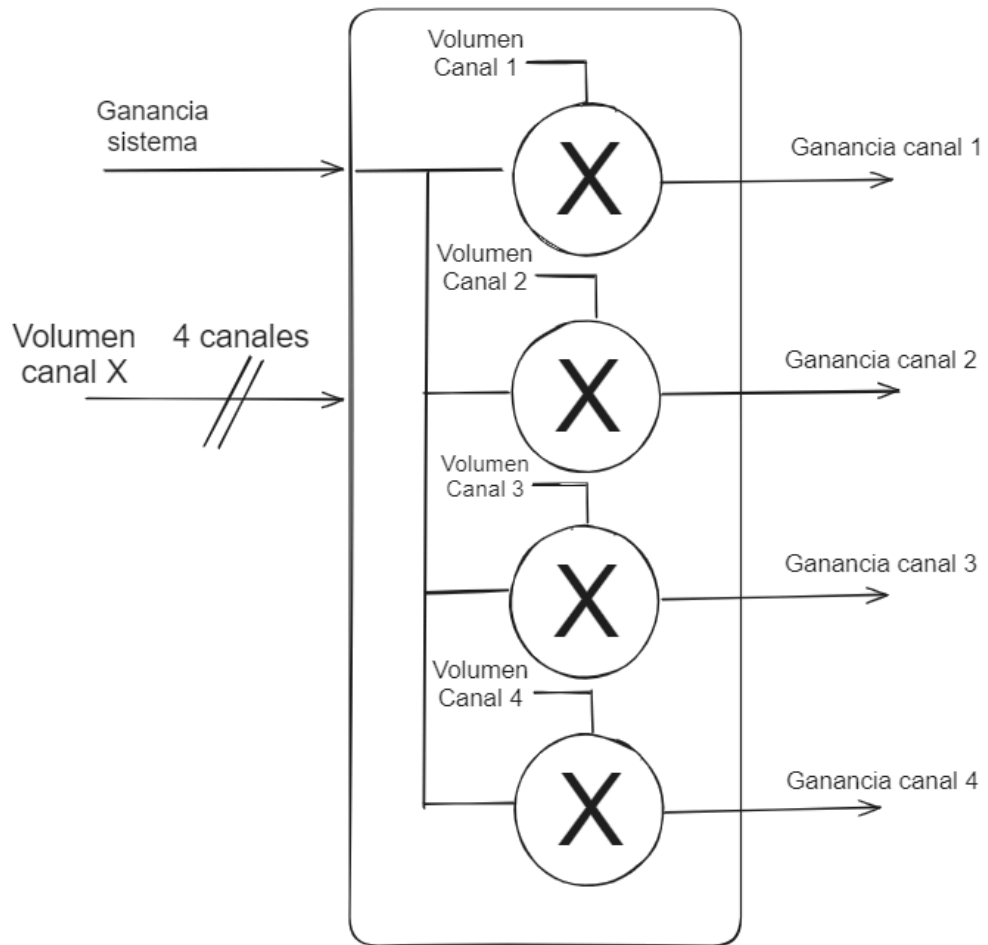 Volumen
Canal 1
Ganancia
sistema
X
Ganancia canal 1
Volumen
Canal 2
Volumen
canal X
4 canales
X
Ganancia canal 2
Volumen
Canal 3
X
Ganancia canal 3
Volumen
Canal 4
X
Ganancia canal 4